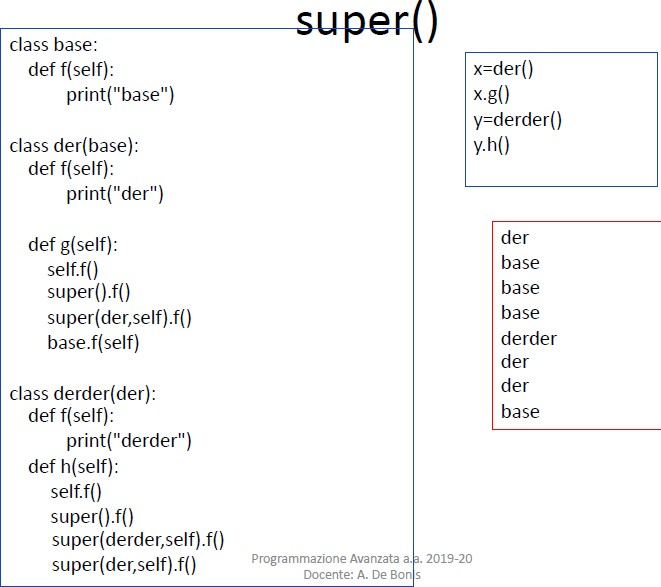 super()
class base:
def f(self):
print("base")
class der(base):
def f(self):
print("der")
def g(self):
self.f()
super().f()
super(der,self).f()
base.f(self)
class derder(der):
def f(self):
print("derder")
def h(self):
self.f()
super().f()
super(derder,self).f()
super(der,self).f()
x=der()
x.g()
y=derder()
y.h()
der
base
base
base
derder
der
der
base
Programmazione Avanzata a.a. 2019-20
Docente: A. De Bonis